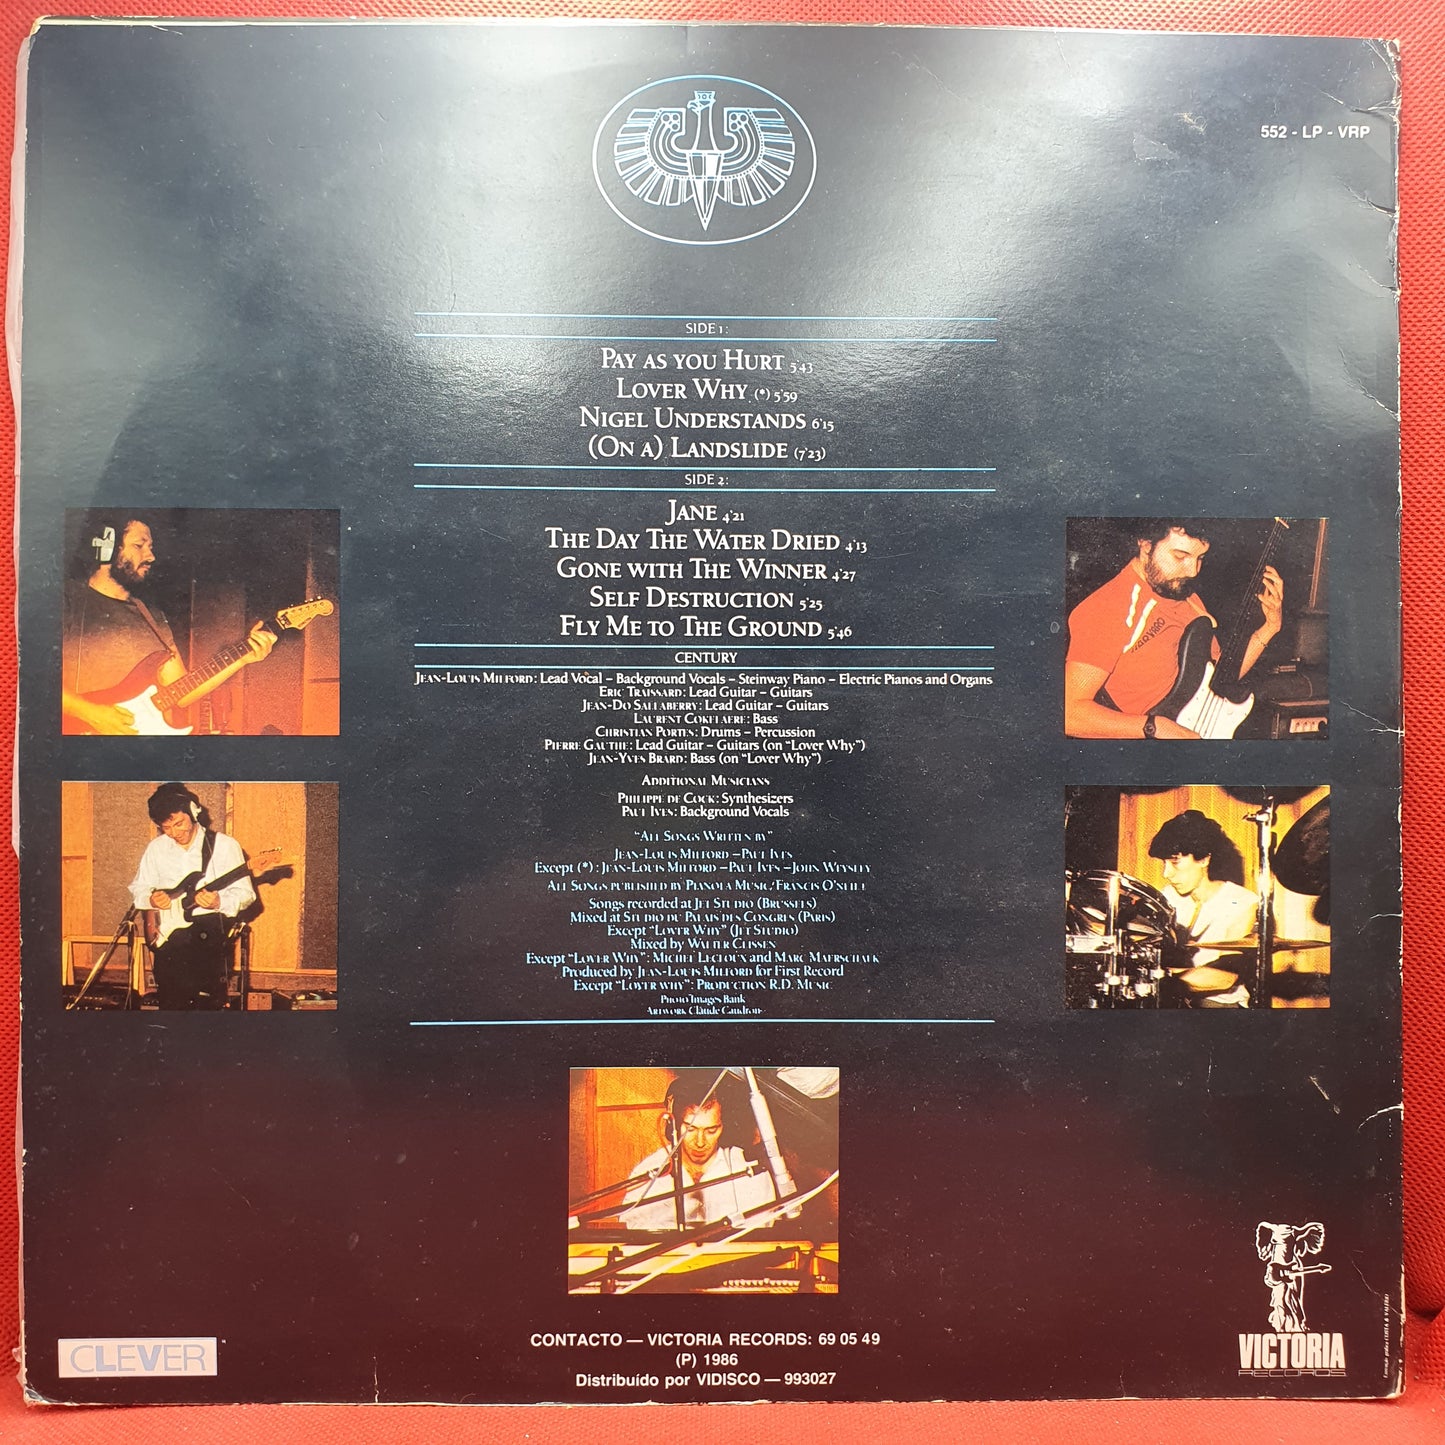 552 - LP - VRP
SIDE 1:
PAY AS YOU HURT 5'43
LOVER WHY (*) 5'59
NIGEL UNDERSTANDS 6'15
(ON A) LANDSLIDE (7'23)
SIDE 2:
JANE 4'21
THE DAY THE WATER DRIED 4'13
GONE WITH THE WINNER 4'27
SELF DESTRUCTION 5'25
FLY ME TO THE GROUND 5'46
CENTURY
JEAN-LOUIS MILFORD: Lead Vocal – Background Vocals – Steinway Piano – Electric Pianos and Organs
ERIC TRAISSARD: Lead Guitar – Guitars
JEAN-DO SALLABERRY: Lead Guitar – Guitars
LAURENT COKELAERE: Bass
CHRISTIAN PORTES: Drums – Percussion
PIERRE GAUTHE: Lead Guitar – Guitars (on "Lover Why")
JEAN-YVES BRARD: Bass (on "Lover Why")
ADDITIONAL MUSICIANS
PHILIPPE DE COCK: Synthesizers
PAUL IVES: Background Vocals
"ALL SONGS WRITTEN BY"
JEAN-LOUIS MILFORD – PAUL IVES
Except (*): JEAN-LOUIS MILFORD – PAUL IVES – JOHN WEYSLEY
ALL SONGS PUBLISHED BY PIANOLA MUSIC/FRANCIS O'NEILL
Songs recorded at JET STUDIO (BRUSSELS)
Mixed at STUDIO DU PALAIS DES CONGRES (PARIS)
Except "LOVER WHY" (JET STUDIO)
Mixed by WALTER CLISSEN
Except "LOVER WHY": MICHEL LECLOUX and MARC MAERSCHALK
Produced by JEAN-LOUIS MILFORD for First Record
Except "LOVER WHY": PRODUCTION R.D. MUSIC
PHOTO Images Bank
ARTWORK Claude Caudron
HARVARD
CLEVER
CONTACTO — VICTORIA RECORDS: 69 05 49
(P) 1986
Distribuído por VIDISCO — 993027
VICTORIA
RECORDS